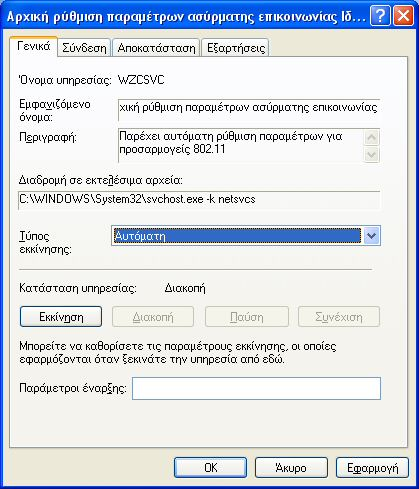 Αρχική ρύθμιση παραμέτρων ασύρματης επικοινωνίας Ιδ...
Γενικά Σύνδεση Αποκατάσταση Εξαρτήσεις
Όνομα υπηρεσίας: WZCSVC
Εμφανιζόμενο όνομα: χική ρύθμιση παραμέτρων ασύρματης επικοινωνίας
Περιγραφή: Παρέχει αυτόματη ρύθμιση παραμέτρων για
προσαρμογείς 802.11
Διαδρομή σε εκτελέσιμα αρχεία:
C:\WINDOWS\System32\svchost.exe -k netsvcs
Τύπος εκκίνησης: Αυτόματη
Κατάσταση υπηρεσίας: Διακοπή
Εκκίνηση Διακοπή Παύση Συνέχιση
Μπορείτε να καθορίσετε τις παραμέτρους εκκίνησης, οι οποίες
εφαρμόζονται όταν ξεκινάτε την υπηρεσία από εδώ.
Παράμετροι έναρξης:
OK Άκυρο Εφαρμογή